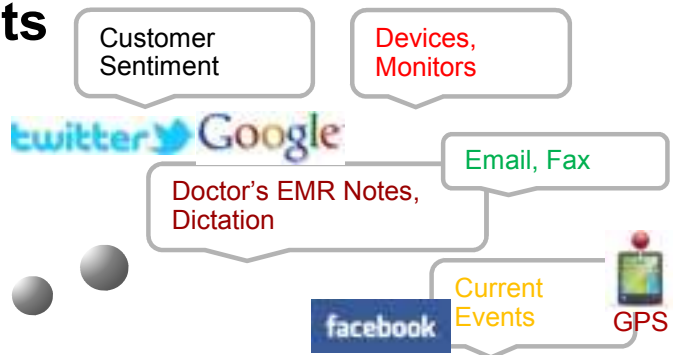 ts
Customer
Sentiment
Devices,
Monitors
twitter Google
Email, Fax
Doctor's EMR Notes,
Dictation
Current
Events
GPS
facebook